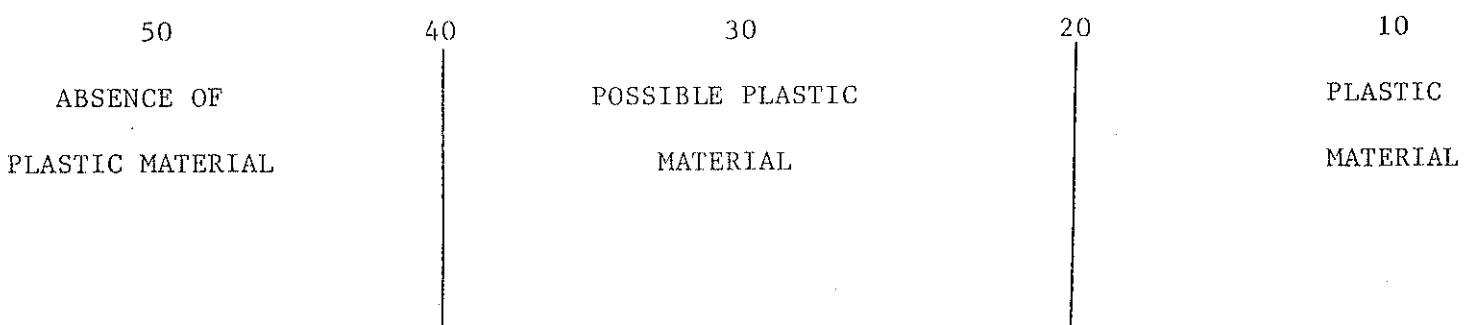 50 40 30 20 10
ABSENCE OF POSSIBLE PLASTIC PLASTIC
PLASTIC MATERIAL MATERIAL MATERIAL